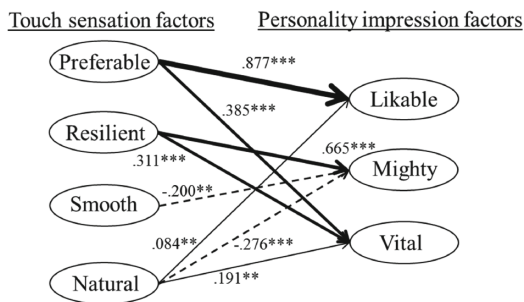 Touch sensation factors
Personality impression factors
Preferable
.877***
Likable
.385***
Resilient
.665***
.311***
Mighty
-.200**
Smooth
.084**
-.276***
Vital
.191**
Natural